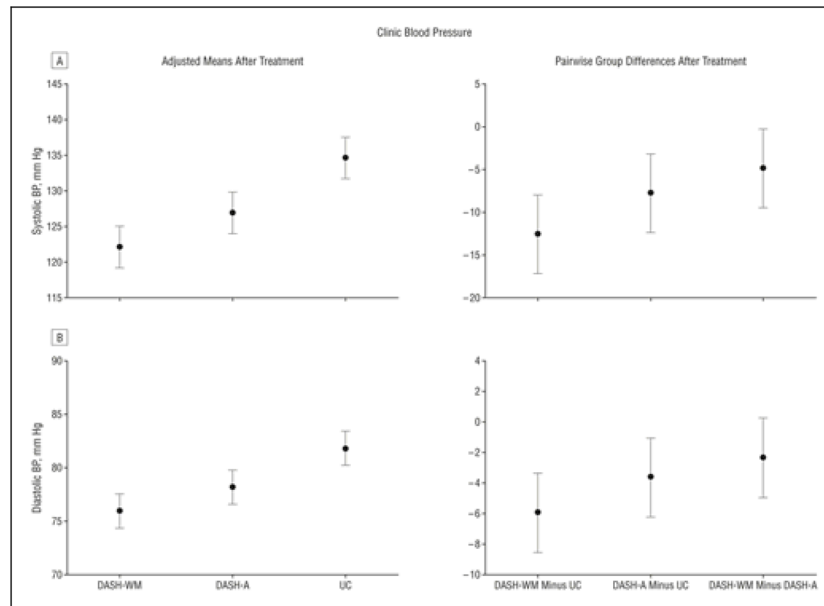 Clinic Blood Pressure
A
Adjusted Means After Treatment
Pairwise Group Differences After Treatment
Systolic BP, mm Hg
145
140
135
130
125
120
115
5
0
−5
−10
−15
−20
B
Diastolic BP, mm Hg
90
85
80
75
70
DASH-WM
DASH-A
UC
4
2
0
−2
−4
−6
−8
−10
DASH-WM Minus UC
DASH-A Minus UC
DASH-WM Minus DASH-A